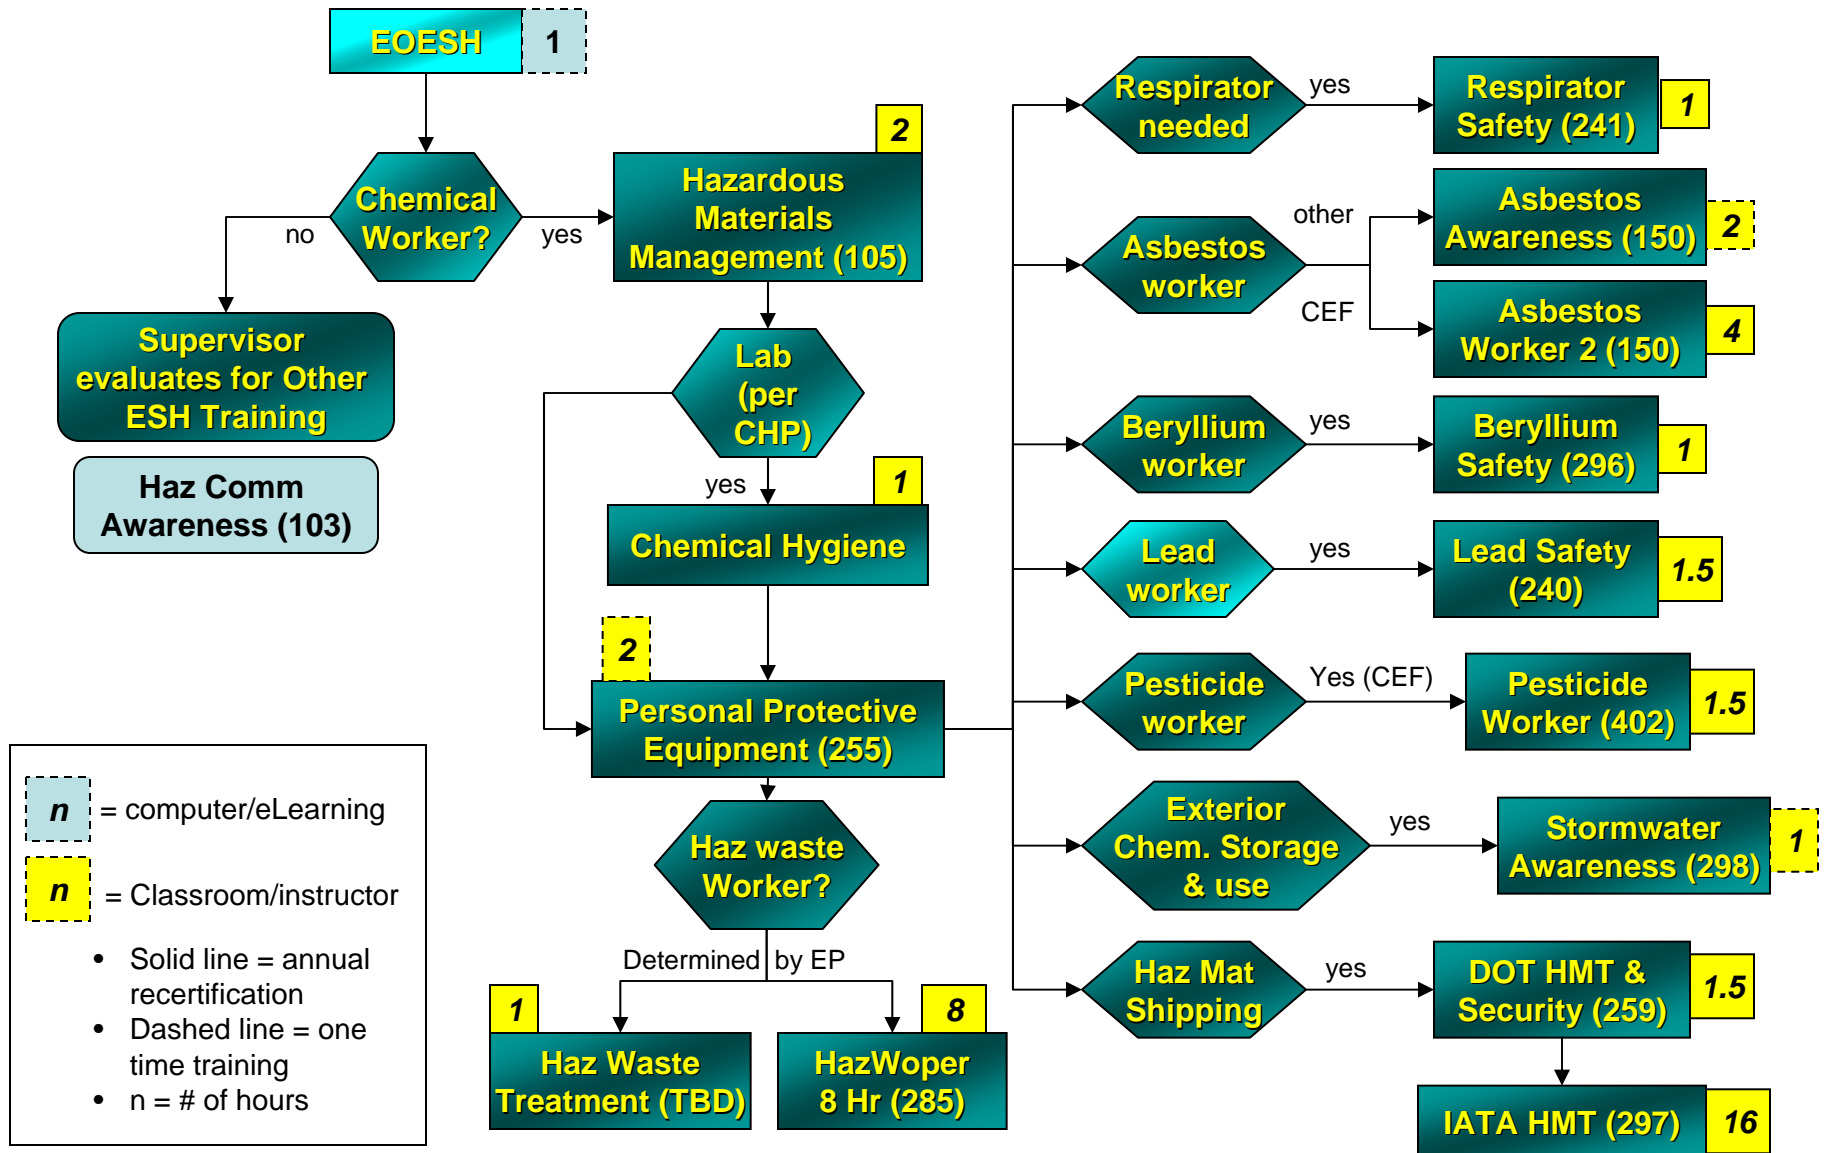 EOESH
1
Chemical
Worker?
no
yes
Supervisor
evaluates for Other
ESH Training
Haz Comm
Awareness (103)
2
Hazardous
Materials
Management (105)
Lab
(per
CHP)
yes
1
Chemical Hygiene
2
Personal Protective
Equipment (255)
Haz waste
Worker?
Determined by EP
1
Haz Waste
Treatment (TBD)
8
HazWoper
8 Hr (285)
Respirator
needed
yes
Respirator
Safety (241)
1
Asbestos
worker
other
Asbestos
Awareness (150)
2
CEF
Asbestos
Worker 2 (150)
4
Beryllium
worker
yes
Beryllium
Safety (296)
1
Lead
worker
yes
Lead Safety
(240)
1.5
Pesticide
worker
Yes (CEF)
Pesticide
Worker (402)
1.5
Exterior
Chem. Storage
& use
yes
Stormwater
Awareness (298)
1
Haz Mat
Shipping
yes
DOT HMT &
Security (259)
1.5
IATA HMT (297)
16
n = computer/eLearning
n = Classroom/instructor
• Solid line = annual
recertification
• Dashed line = one
time training
• n = # of hours